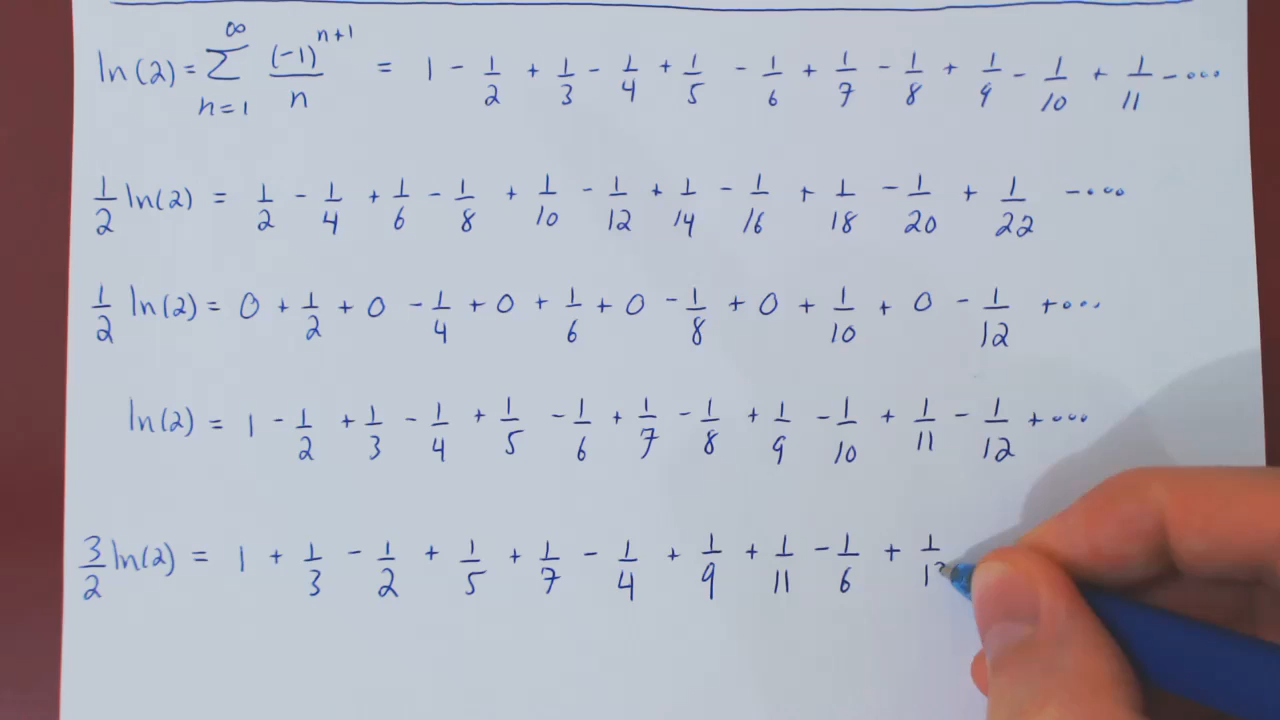 ln(2) = ∑_{n=1}^{∞} (-1)^{n+1}/n = 1 - 1/2 + 1/3 - 1/4 + 1/5 - 1/6 + 1/7 - 1/8 + 1/9 - 1/10 + 1/11 - ...
1/2 ln(2) = 1/2 - 1/4 + 1/6 - 1/8 + 1/10 - 1/12 + 1/14 - 1/16 + 1/18 - 1/20 + 1/22 - ...
1/2 ln(2) = 0 + 1/2 + 0 - 1/4 + 0 + 1/6 + 0 - 1/8 + 0 + 1/10 + 0 - 1/12 + ...
ln(2) = 1 - 1/2 + 1/3 - 1/4 + 1/5 - 1/6 + 1/7 - 1/8 + 1/9 - 1/10 + 1/11 - 1/12 + ...
3/2 ln(2) = 1 + 1/3 - 1/2 + 1/5 + 1/7 - 1/4 + 1/9 + 1/11 - 1/6 + 1/